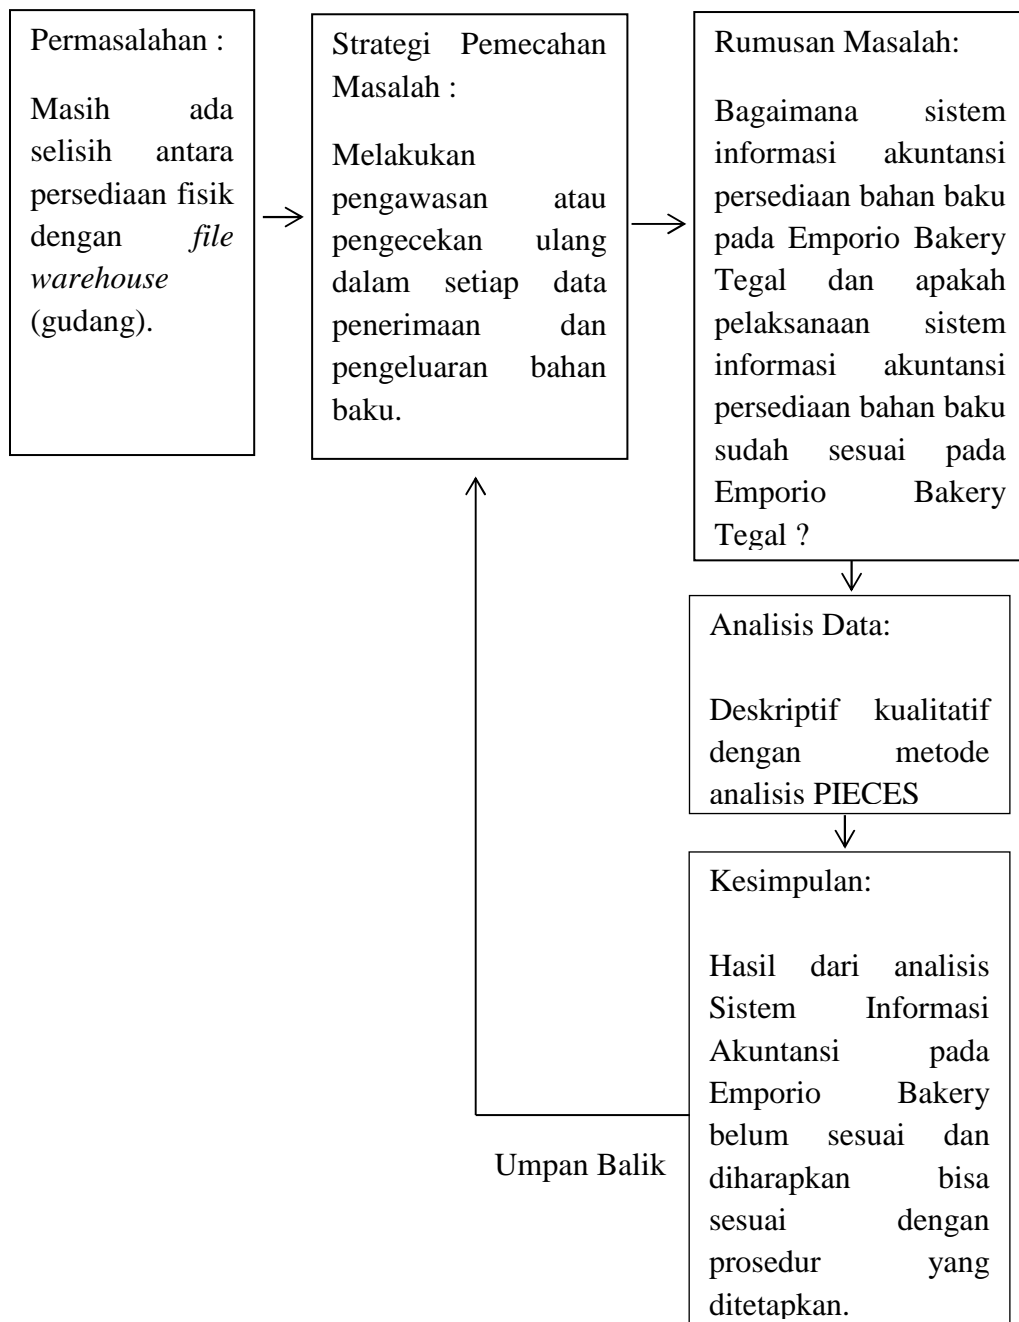 Permasalahan :
Masih ada
selisih antara
persediaan fisik
dengan file
warehouse
(gudang).
Strategi Pemecahan
Masalah :
Melakukan
pengawasan atau
pengecekan ulang
dalam setiap data
penerimaan dan
pengeluaran bahan
baku.
Rumusan Masalah:
Bagaimana sistem
informasi akuntansi
persediaan bahan baku
pada Emporio Bakery
Tegal dan apakah
pelaksanaan sistem
informasi akuntansi
persediaan bahan baku
sudah sesuai pada
Emporio Bakery
Tegal ?
Analisis Data:
Deskriptif kualitatif
dengan metode
analisis PIECES
Kesimpulan:
Hasil dari analisis
Sistem Informasi
Akuntansi pada
Emporio Bakery
belum sesuai dan
diharapkan bisa
sesuai dengan
prosedur yang
ditetapkan.
Umpan Balik